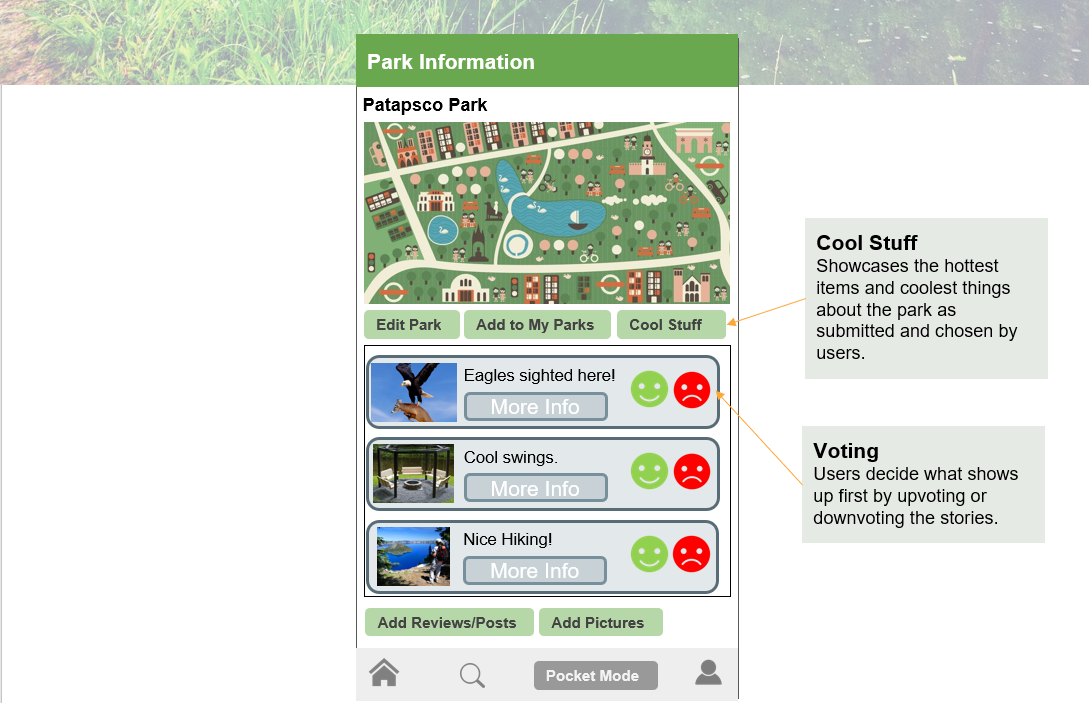 Park Information
Patapsco Park
Edit Park
Add to My Parks
Cool Stuff
Eagles sighted here!
More Info
Cool swings.
More Info
Nice Hiking!
More Info
Add Reviews/Posts
Add Pictures
Pocket Mode
Cool Stuff
Showcases the hottest
items and coolest things
about the park as
submitted and chosen by
users.
Voting
Users decide what shows
up first by upvoting or
downvoting the stories.